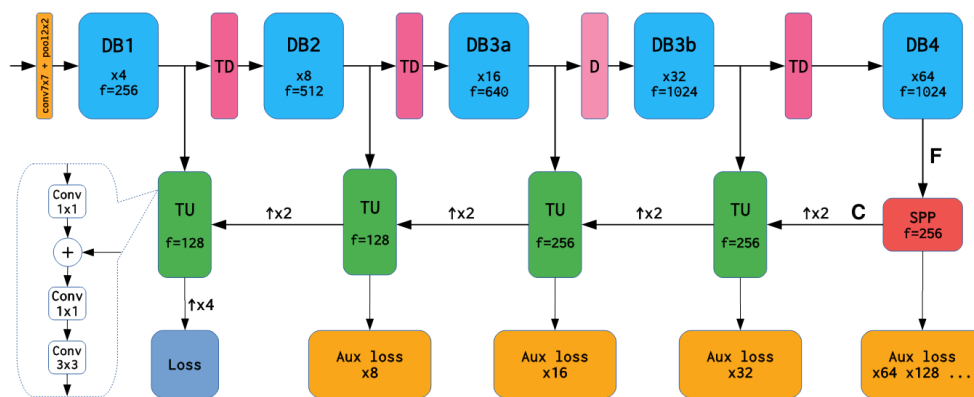 conv7x7 + pool2x2
DB1
x4
f=256
TD
DB2
x8
f=512
TD
DB3a
x16
f=640
D
DB3b
x32
f=1024
TD
DB4
x64
f=1024
F
Conv
1x1
+
Conv
1x1
Conv
3x3
TU
f=128
↑x2
TU
f=128
↑x2
TU
f=256
↑x2
TU
f=256
↑x2
C
SPP
f=256
↑x4
Loss
Aux loss
x8
Aux loss
x16
Aux loss
x32
Aux loss
x64 x128 ...